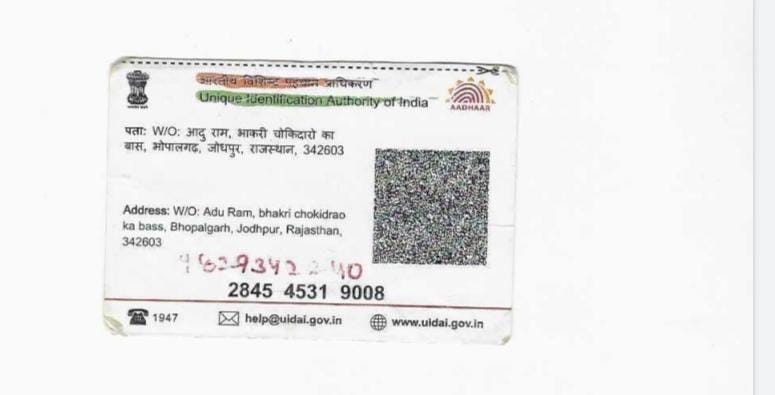 भारतीय विशिष्ट पहचान प्राधिकरण
Unique Identification Authority of India
AADHAAR
पता: W/O: आदु राम, भाकरी चोकिदारो का
बास, भोपालगढ, जोधपुर, राजस्थान, 342603
Address: W/O: Adu Ram, bhakri chokidrao
ka bass, Bhopalgarh, Jodhpur, Rajasthan,
342603
2845 4531 9008
1947 help@uidai.gov.in www.uidai.gov.in